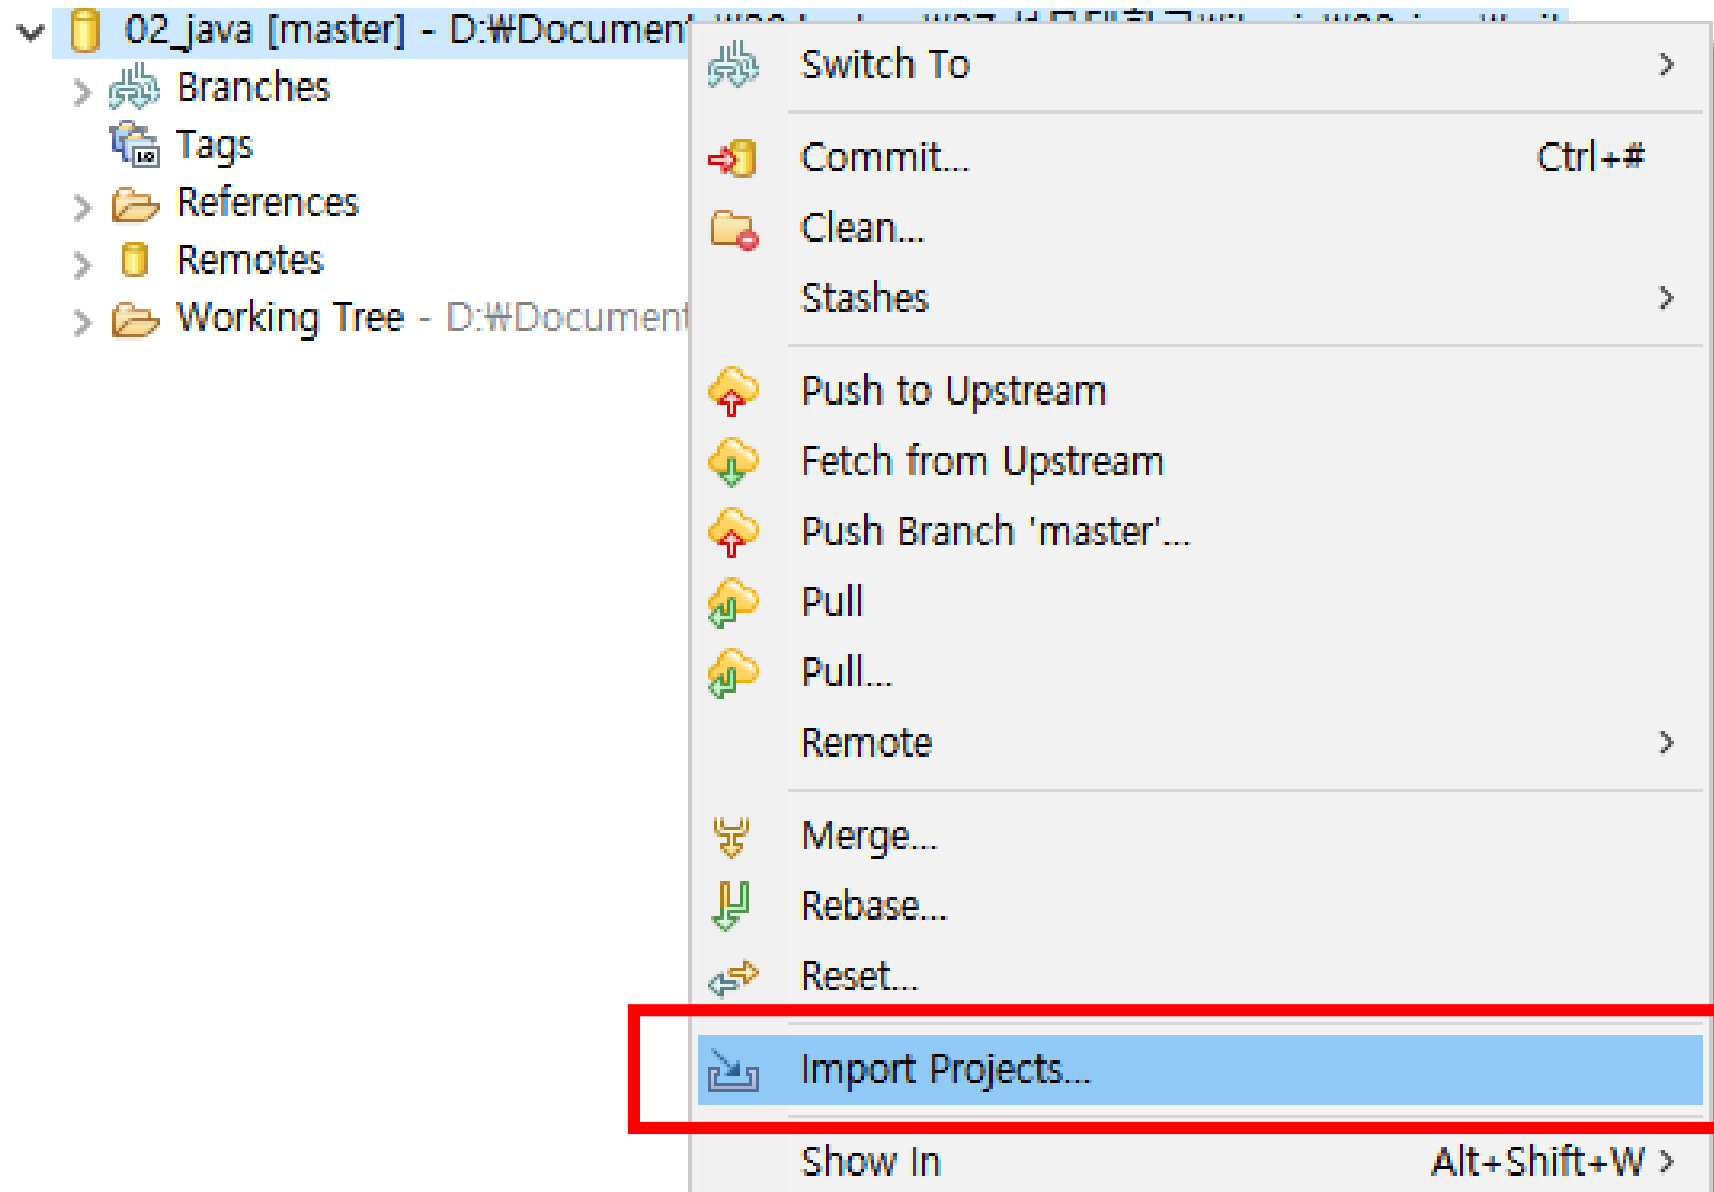 02_java [master] - D:₩Documen
Branches
Tags
References
Remotes
Working Tree - D:₩Document
Switch To
Commit... Ctrl+#
Clean...
Stashes
Push to Upstream
Fetch from Upstream
Push Branch 'master'...
Pull
Pull...
Remote
Merge...
Rebase...
Reset...
Import Projects...
Show In Alt+Shift+W